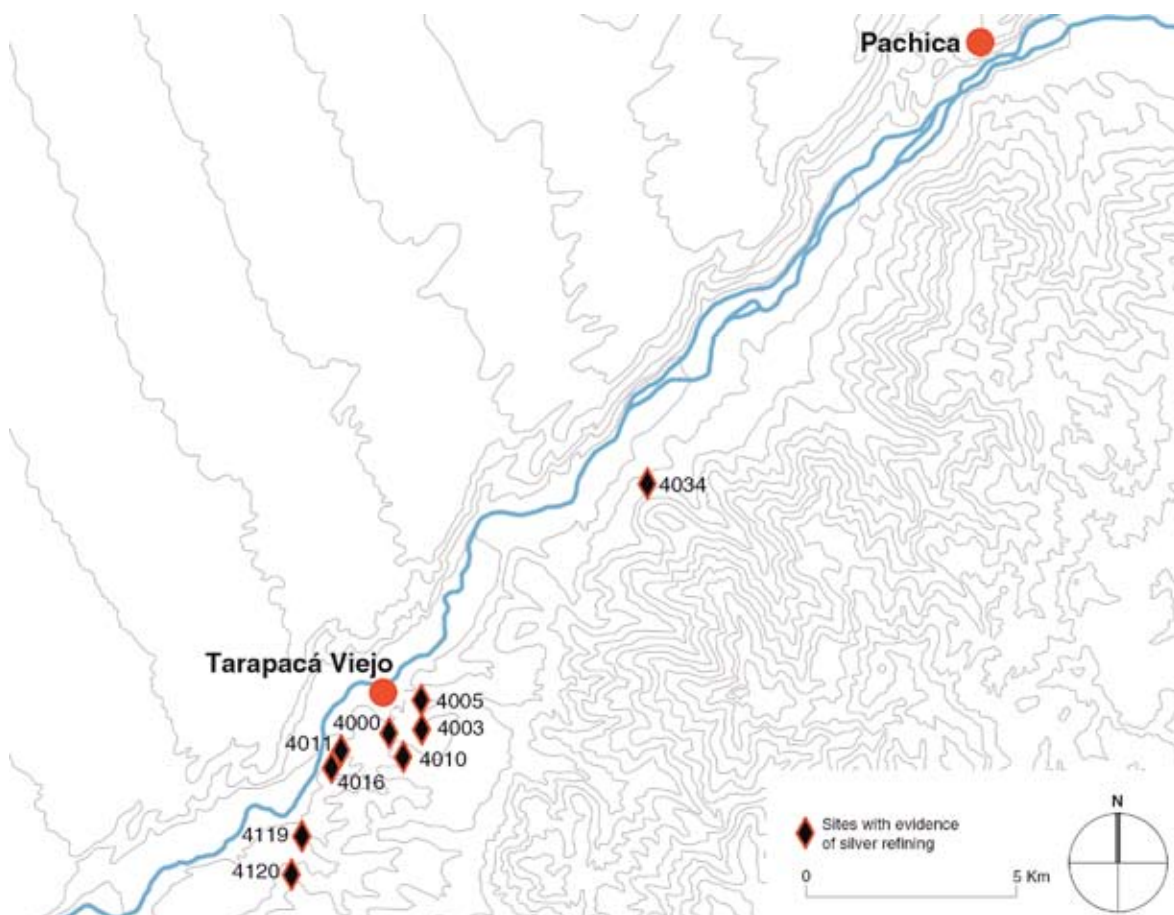 Pachica
4034
Tarapacá Viejo
4005
4000
4003
4011
4010
4016
4119
4120
Sites with evidence
of silver refining
0 5 Km
N